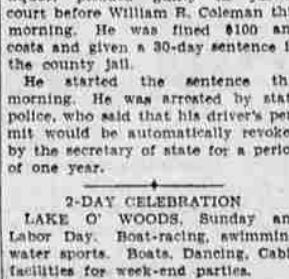 court before William R. Coleman th
morning. He was fined $100 an
costs and given a 30-day sentence i
the county jail.
He started the sentence th
morning. He was arrested by stat
police, who said that his driver's per
mit would be automatically revoke
by the secretary of state for a perio
of one year.
2-DAY CELEBRATION
LAKE O' WOODS, Sunday an
Labor Day. Boat-racing, swimmin
water sports. Boats, Dancing, Cabi
facilities for week-end parties.